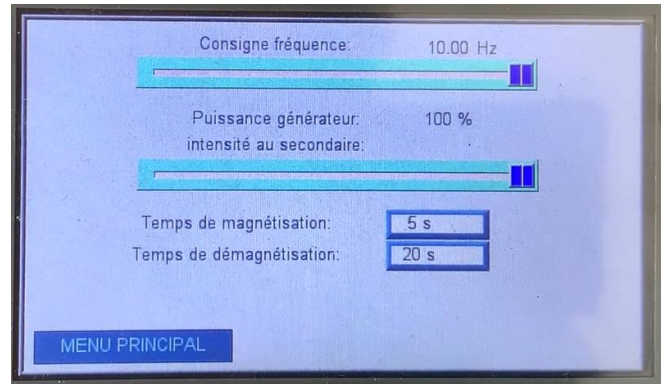 Consigne fréquence: 10.00 Hz
Puissance générateur: 100 %
intensité au secondaire:
Temps de magnétisation: 5 s
Temps de démagnétisation: 20 s
MENU PRINCIPAL